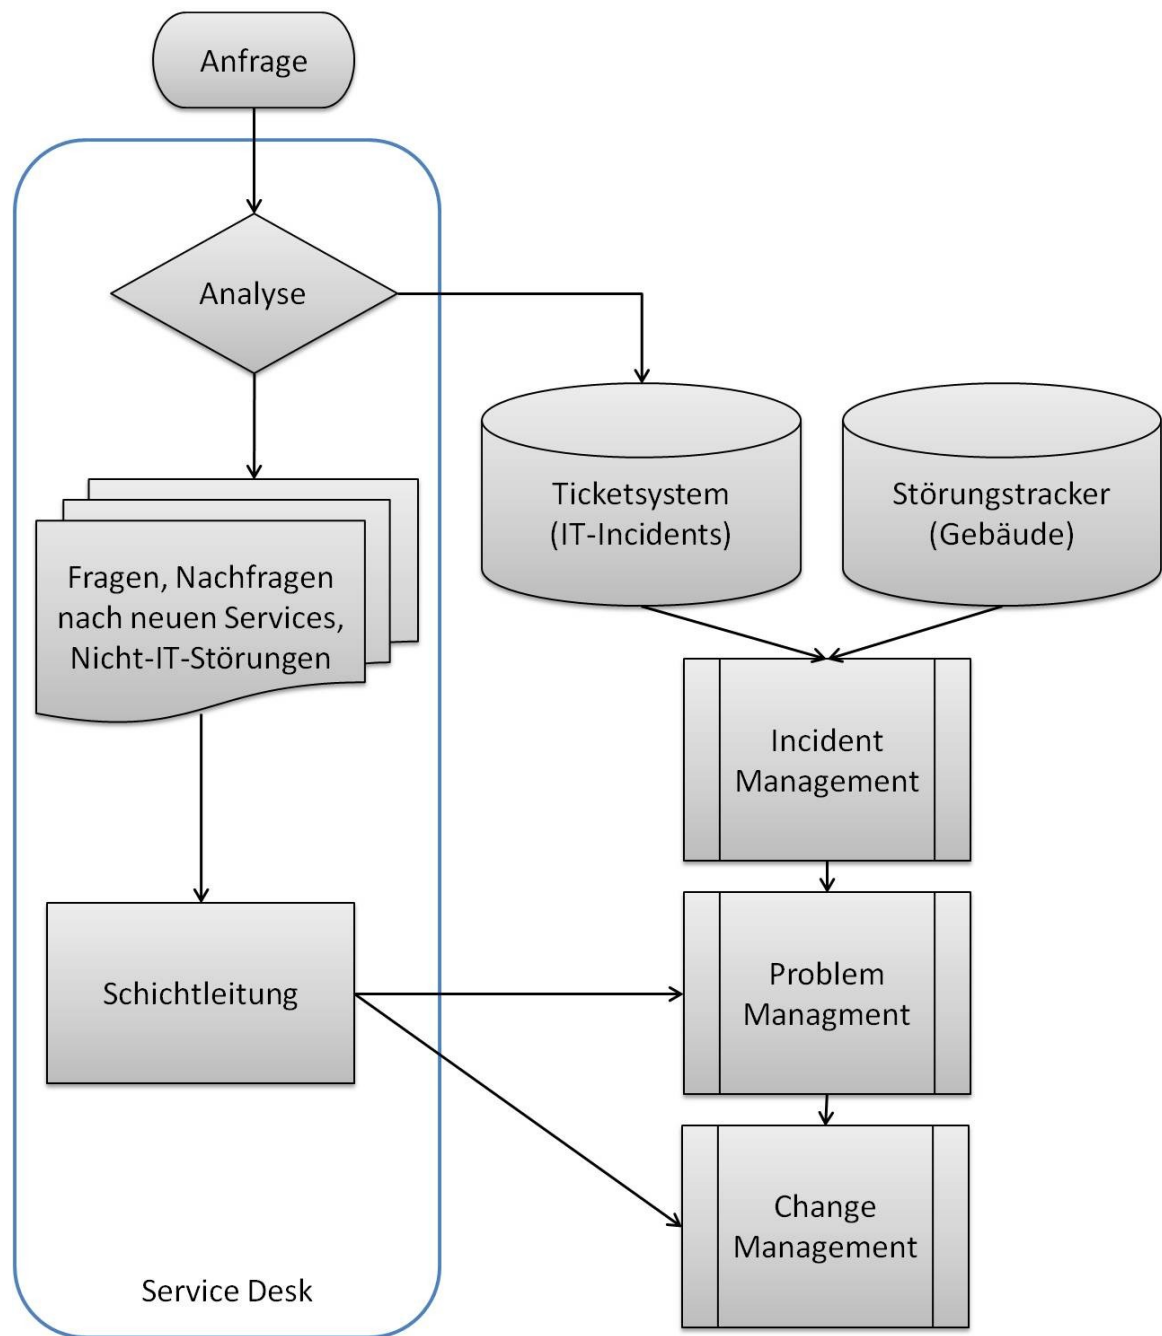 Anfrage
Analyse
Ticketsystem
(IT-Incidents)
Störungstracker
(Gebäude)
Fragen, Nachfragen
nach neuen Services,
Nicht-IT-Störungen
Incident
Management
Schichtleitung
Problem
Managment
Change
Management
Service Desk